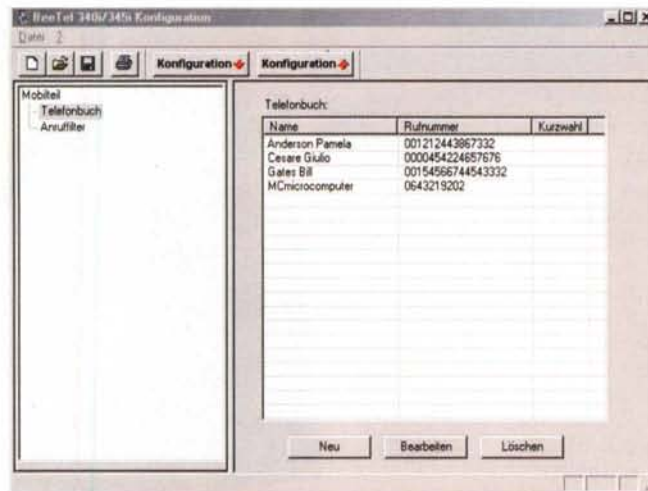 BeeTel 340i/345i Konfiguration
Datei ?
Konfiguration Konfiguration
Mobilteil
Telefonbuch
Anruffilter
Telefonbuch:
Name Rufnummer Kurzwahl
Anderson Pamela 001212443867332
Cesare Giulio 0000454224657676
Gates Bill 00154566744543332
MCmicrocomputer 0643219202
Neu Bearbeiten Löschen